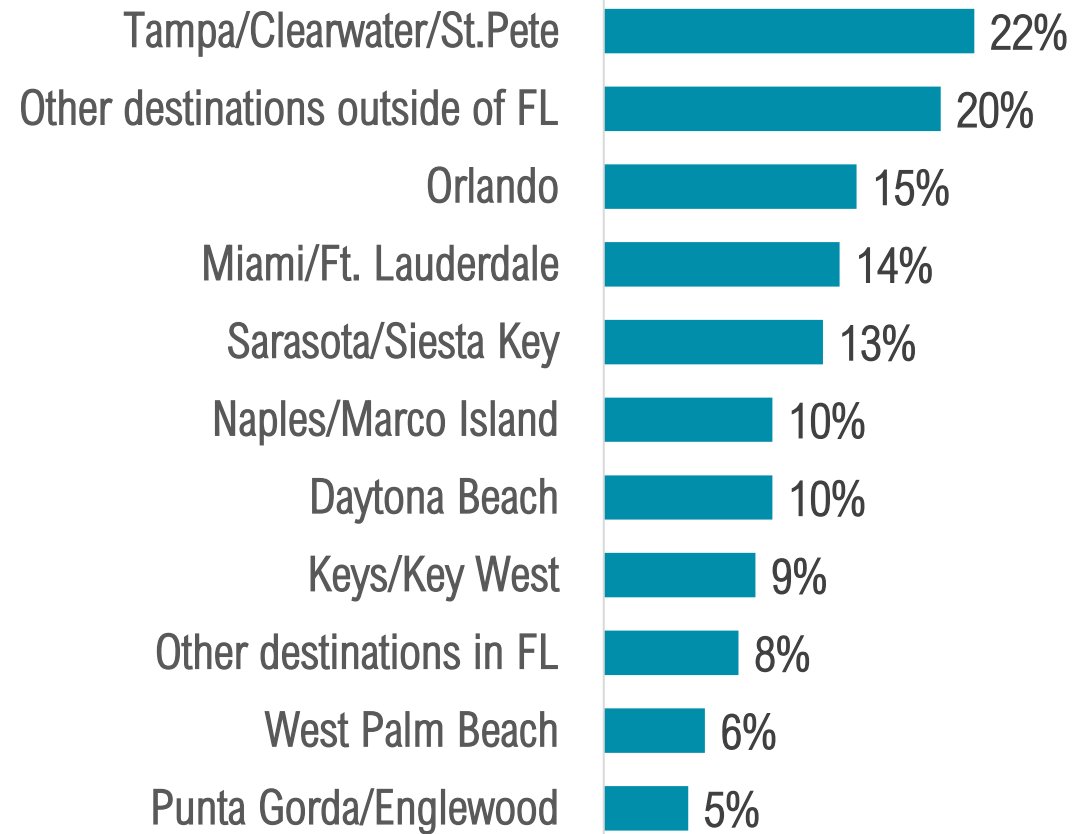 Tampa/Clearwater/St.Pete 22%
Other destinations outside of FL 20%
Orlando 15%
Miami/Ft. Lauderdale 14%
Sarasota/Siesta Key 13%
Naples/Marco Island 10%
Daytona Beach 10%
Keys/Key West 9%
Other destinations in FL 8%
West Palm Beach 6%
Punta Gorda/Englewood 5%